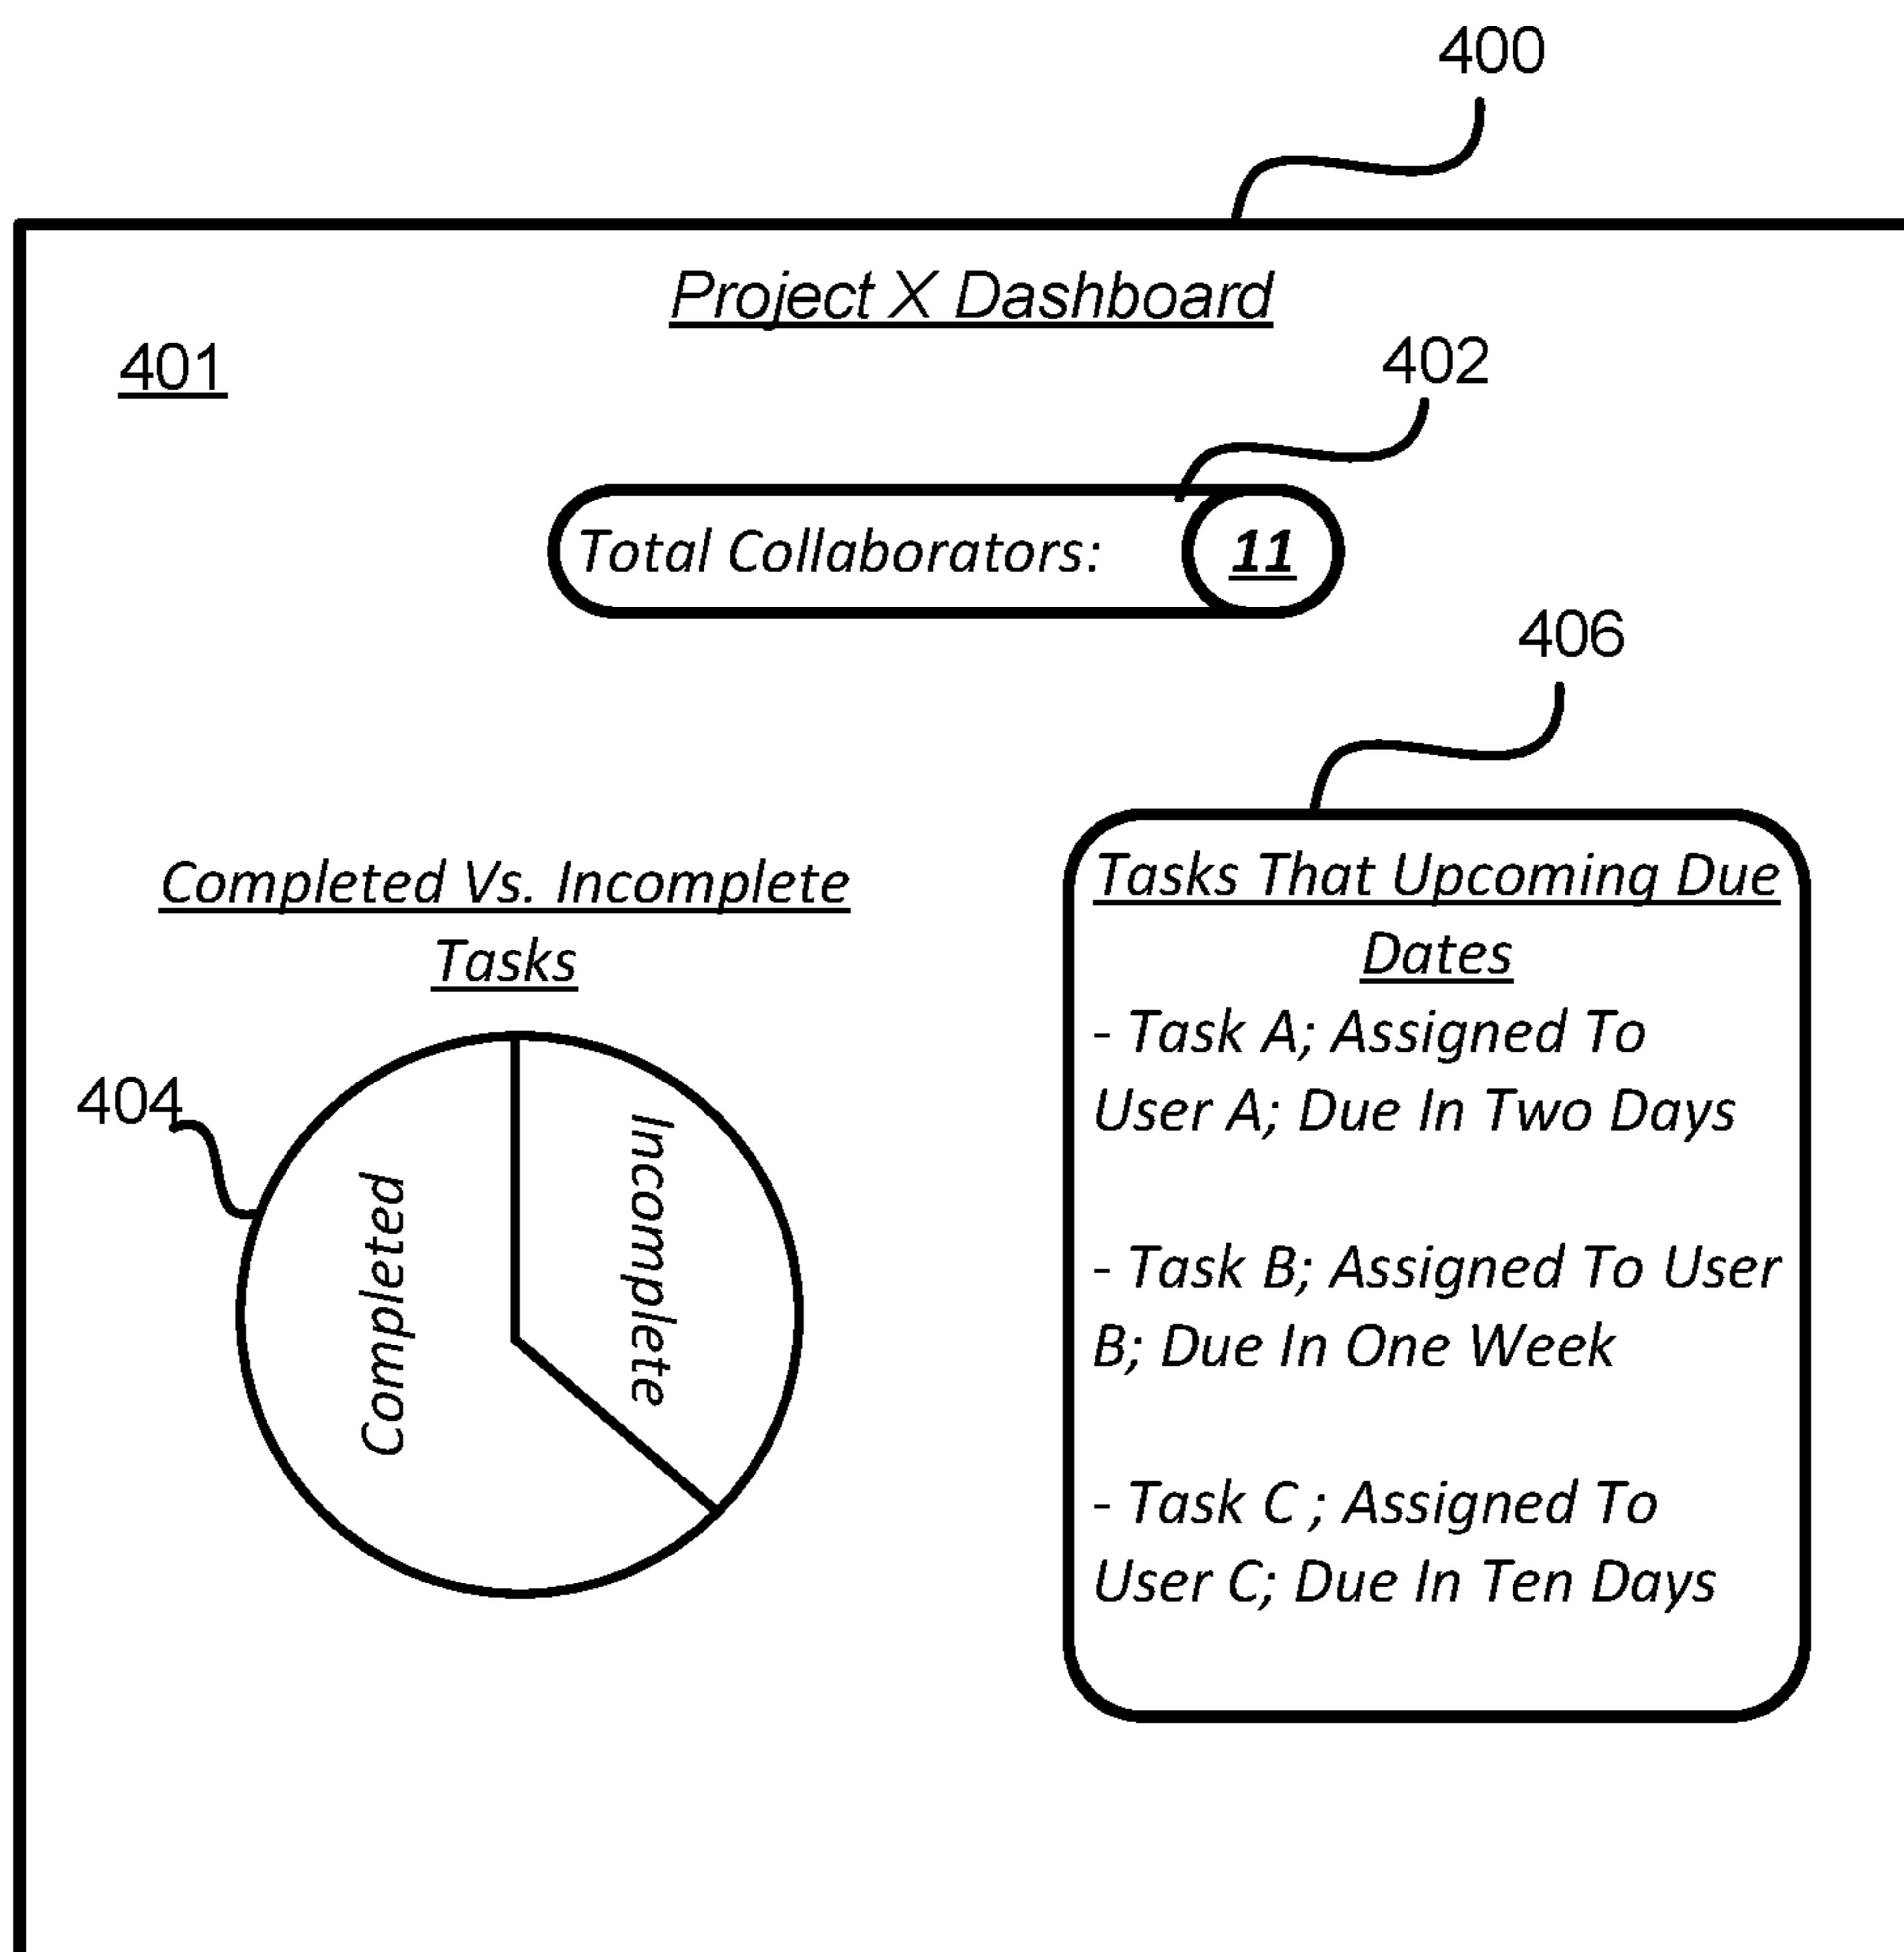 400
Project X Dashboard
401
402
Total Collaborators: 11
406
Completed Vs. Incomplete
Tasks
404
Completed
Incomplete
Tasks That Upcoming Due
Dates
- Task A; Assigned To
User A; Due In Two Days
- Task B; Assigned To User
B; Due In One Week
- Task C ; Assigned To
User C; Due In Ten Days